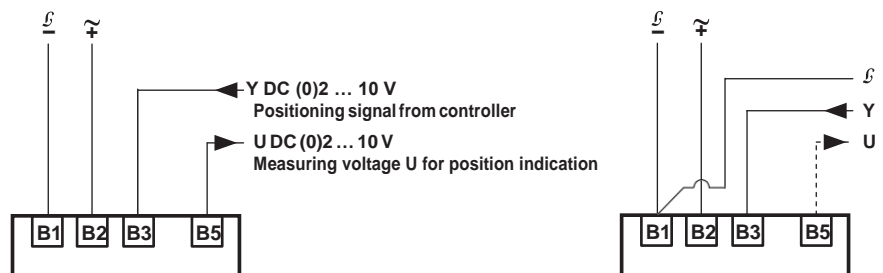 Y DC (0)2 … 10 V
Positioning signal from controller
U DC (0)2 … 10 V
Measuring voltage U for position indication
B1 B2 B3 B5
Y
U
B1 B2 B3 B5